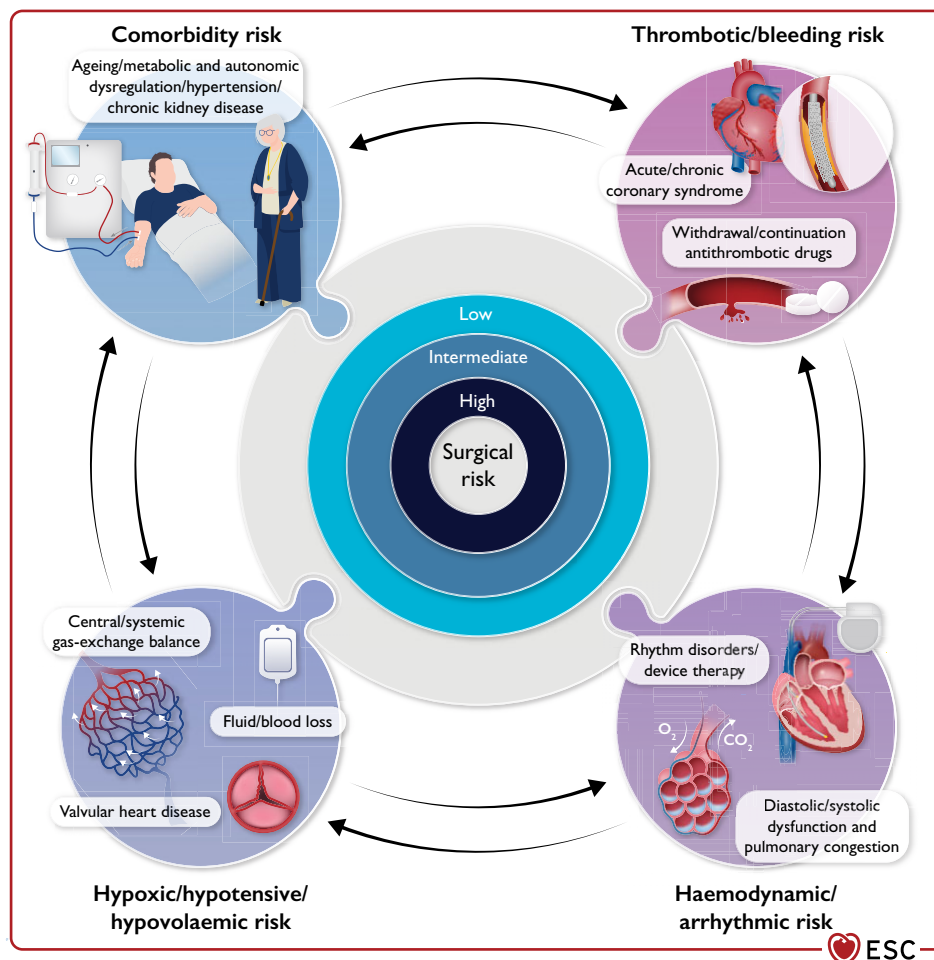 Comorbidity risk
Ageing/metabolic and autonomic
dysregulation/hypertension/
chronic kidney disease
Thrombotic/bleeding risk
Acute/chronic
coronary syndrome
Withdrawal/continuation
antithrombotic drugs
Low
Intermediate
High
Surgical
risk
Central/systemic
gas-exchange balance
Fluid/blood loss
Valvular heart disease
Hypoxic/hypotensive/
hypovolaemic risk
Rhythm disorders/
device therapy
O₂
CO₂
Diastolic/systolic
dysfunction and
pulmonary congestion
Haemodynamic/
arrhythmic risk
ESC